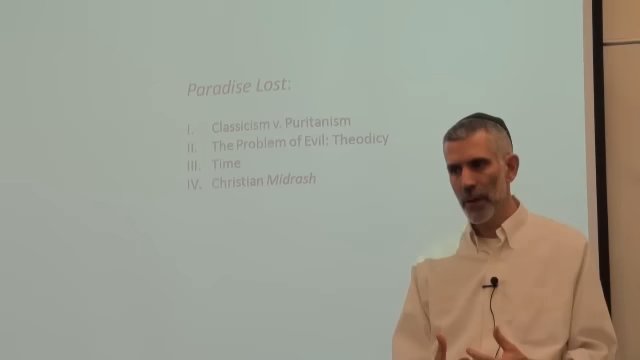 Paradise Lost:
I. Classicism v. Puritanism
II. The Problem of Evil: Theodicy
III. Time
IV. Christian Midrash